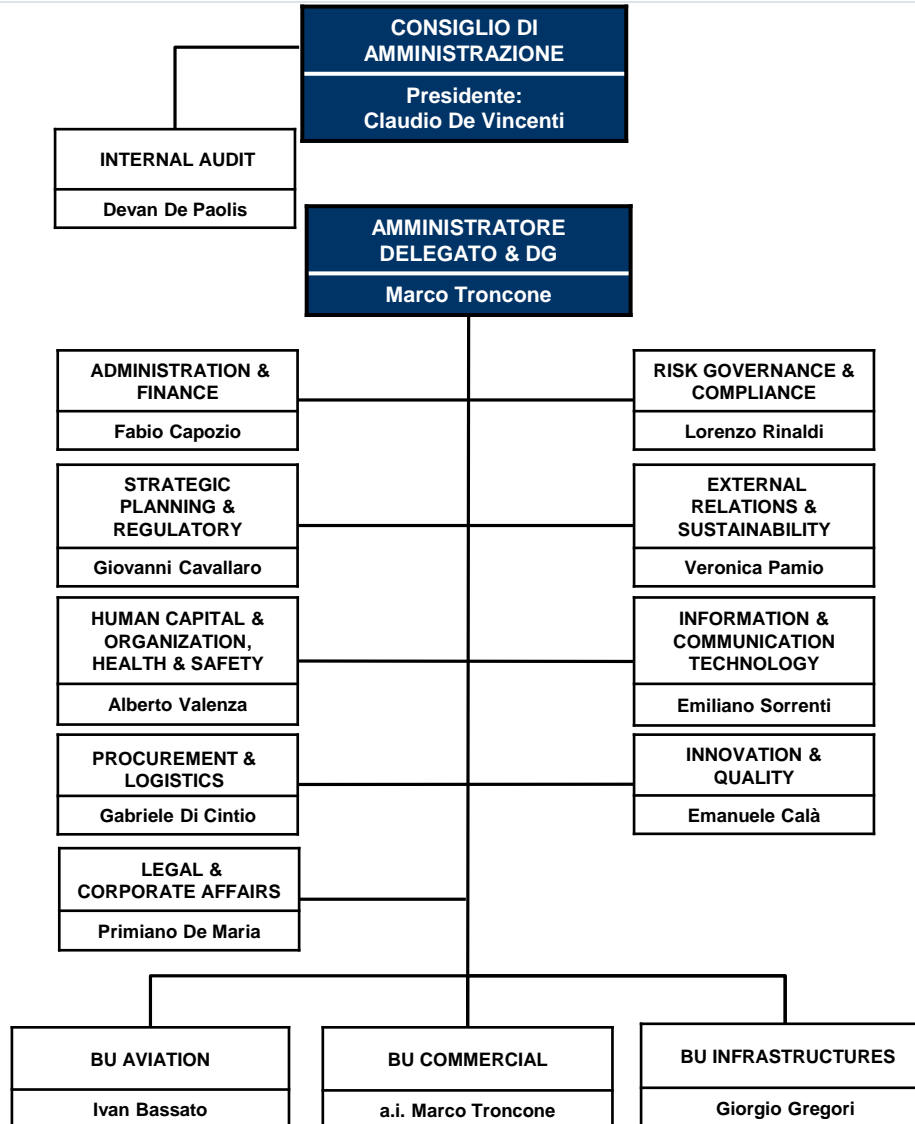 CONSIGLIO DI
AMMINISTRAZIONE
Presidente:
Claudio De Vincenti
INTERNAL AUDIT
Devan De Paolis
AMMINISTRATORE
DELEGATO & DG
Marco Troncone
ADMINISTRATION &
FINANCE
Fabio Capozio
RISK GOVERNANCE &
COMPLIANCE
Lorenzo Rinaldi
STRATEGIC
PLANNING &
REGULATORY
Giovanni Cavallaro
EXTERNAL
RELATIONS &
SUSTAINABILITY
Veronica Pamio
HUMAN CAPITAL &
ORGANIZATION,
HEALTH & SAFETY
Alberto Valenza
INFORMATION &
COMMUNICATION
TECHNOLOGY
Emiliano Sorrenti
PROCUREMENT &
LOGISTICS
Gabriele Di Cintio
INNOVATION &
QUALITY
Emanuele Calà
LEGAL &
CORPORATE AFFAIRS
Primiano De Maria
BU AVIATION
Ivan Bassato
BU COMMERCIAL
a.i. Marco Troncone
BU INFRASTRUCTURES
Giorgio Gregori